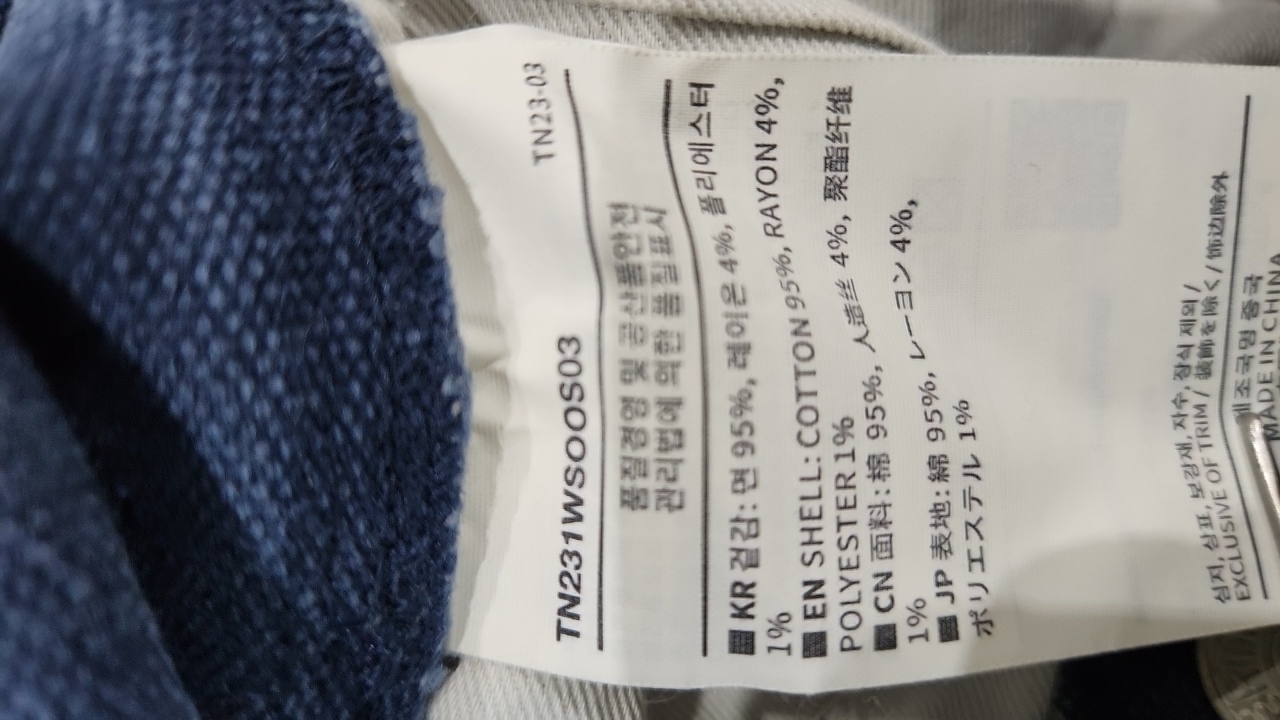 TN231WSOOS03 TN23-03
품질경영 및 공산품안전
관리법에 의한 품질표시
KR 겉감: 면 95%, 레이온 4%, 폴리에스터
1%
EN SHELL: COTTON 95%, RAYON 4%,
POLYESTER 1%
CN 面料: 棉 95%, 人造丝 4%, 聚酯纤维
1%
JP 表地: 綿 95%, レーヨン 4%,
ポリエステル 1%
심지, 상표, 보강재, 자수, 장식 제외 /
EXCLUSIVE OF TRIM / 装飾を除く / 饰边除外
제조국명 중국
MADE IN CHINA